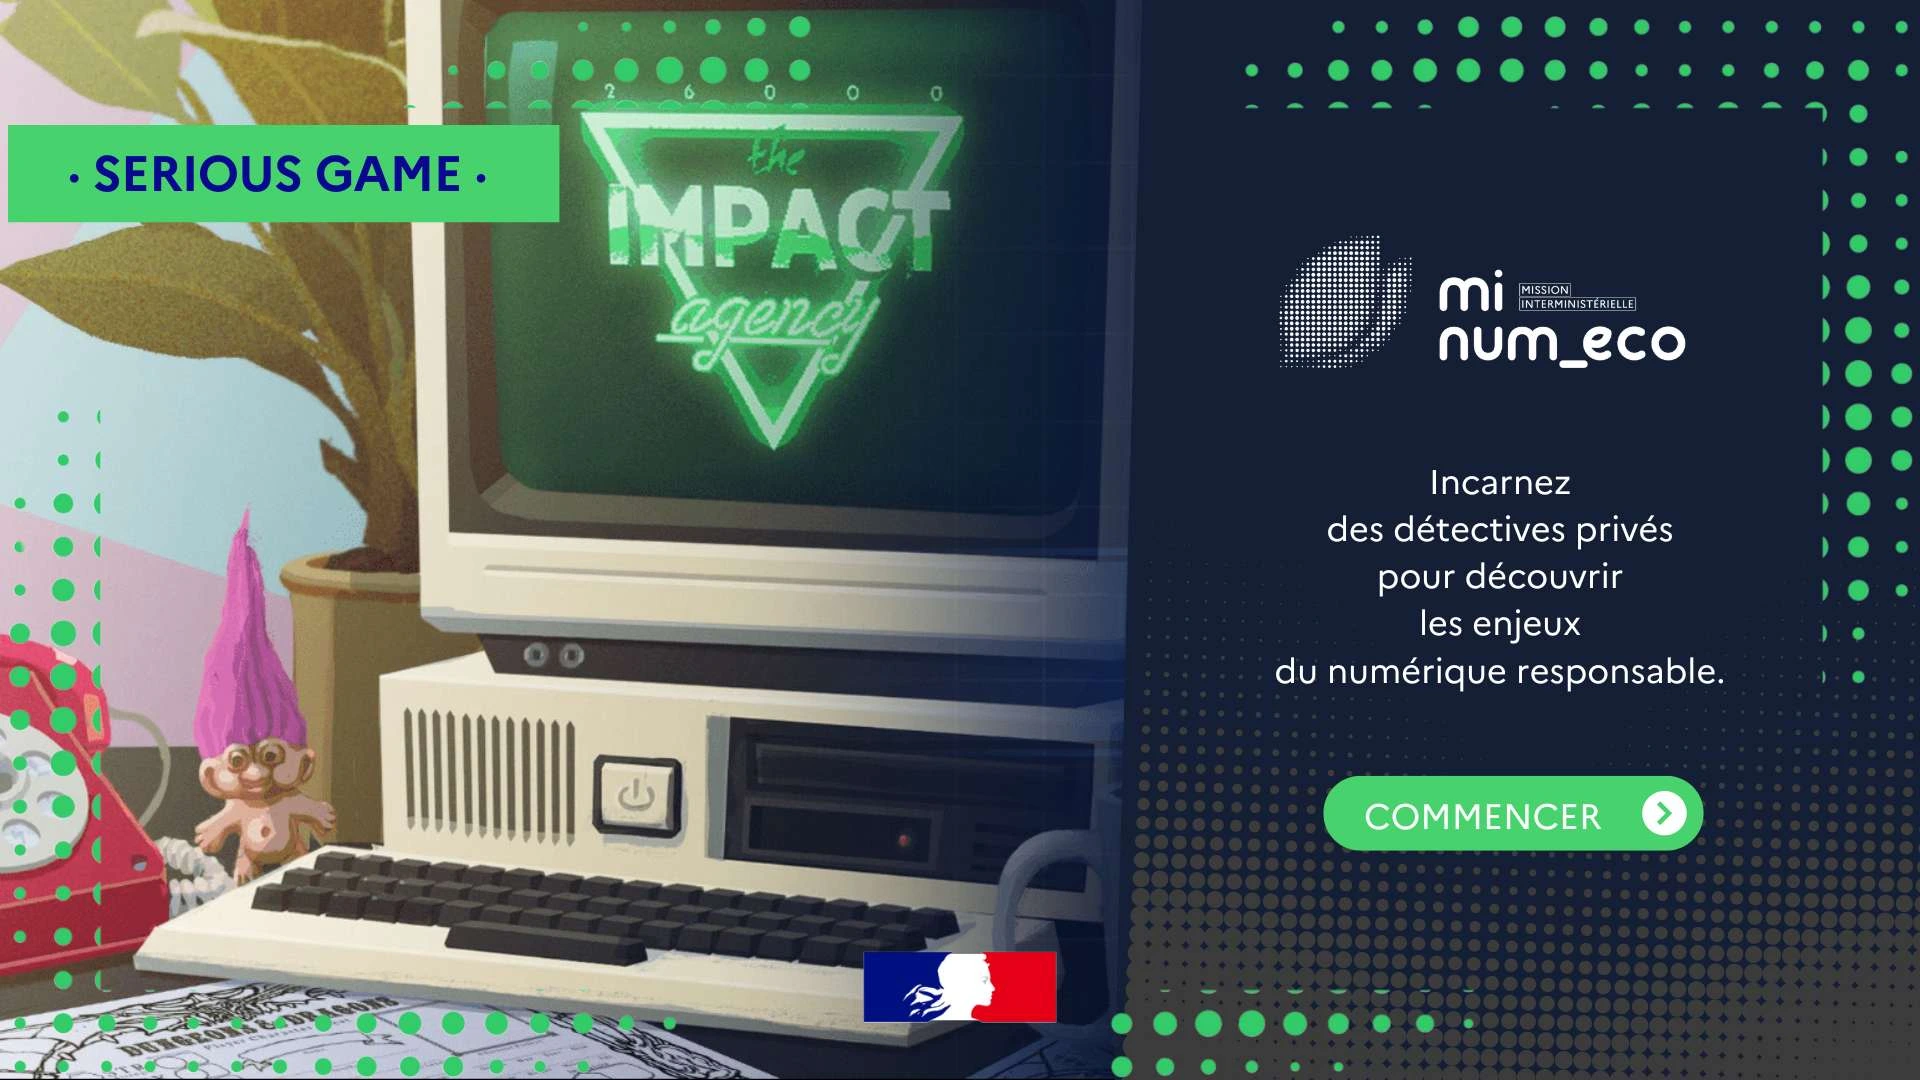 · SERIOUS GAME ·
2 6 0 0 0
the
IMPACT
agency
mi
MISSION
INTERMINISTÉRIELLE
num_eco
Incarnez
des détectives privés
pour découvrir
les enjeux
du numérique responsable.
COMMENCER
DUNGEONS & DRAGONS